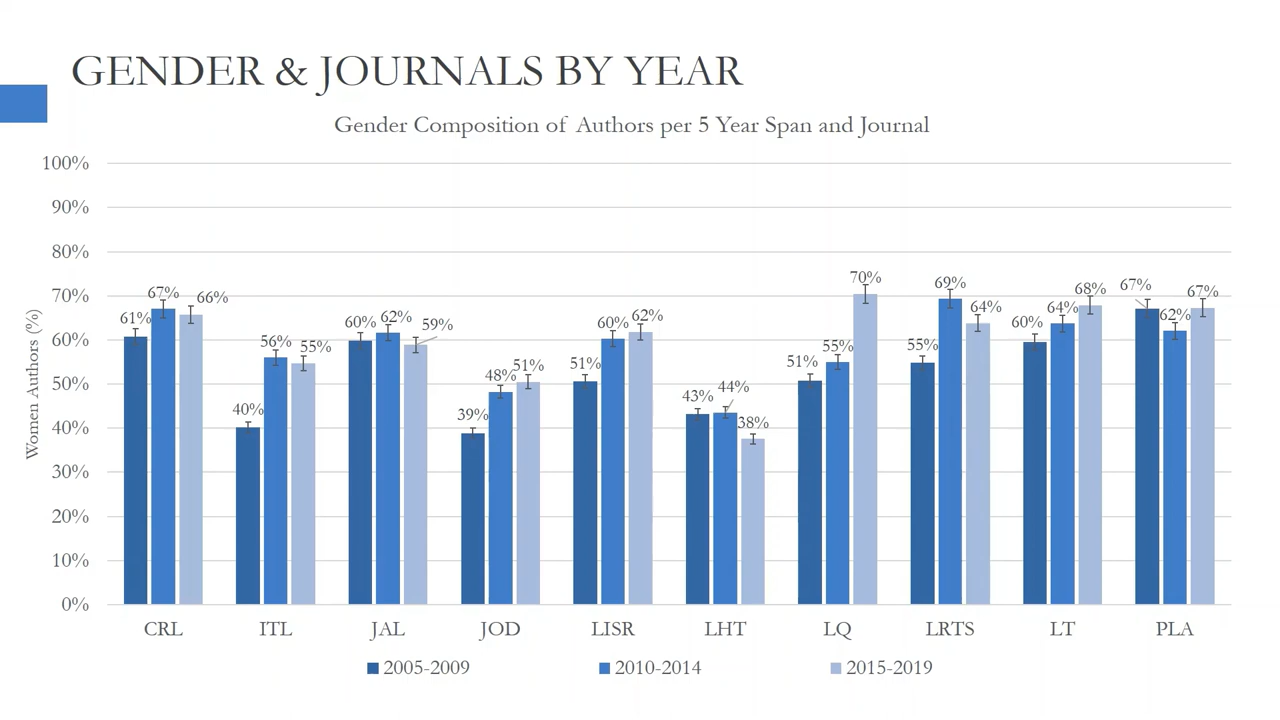 GENDER & JOURNALS BY YEAR
Gender Composition of Authors per 5 Year Span and Journal
Women Authors (%)
100%
90%
80%
70%
60%
50%
40%
30%
20%
10%
0%
61% 67% 66%
40% 56% 55%
60% 62% 59%
39% 48% 51%
51% 60% 62%
43% 44% 38%
51% 55% 70%
55% 69% 64%
60% 64% 68%
67% 62% 67%
CRL ITL JAL JOD LISR LHT LQ LRTS LT PLA
2005-2009 2010-2014 2015-2019